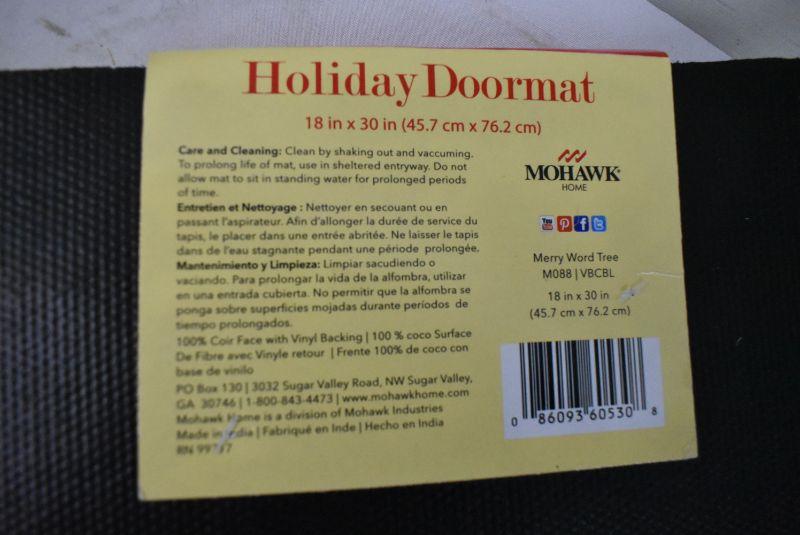 Holiday Doormat
18 in x 30 in (45.7 cm x 76.2 cm)
Care and Cleaning: Clean by shaking out and vaccuming.
To prolong life of mat, use in sheltered entryway. Do not
allow mat to sit in standing water for prolonged periods
of time.
Entretien et Nettoyage : Nettoyer en secouant ou en
passant l'aspirateur. Afin d'allonger la durée de service du
tapis, le placer dans une entrée abritée. Ne laisser le tapis
dans de l'eau stagnante pendant une période prolongée.
Mantenimiento y Limpieza: Limpiar sacudiendo o
vaciando. Para prolongar la vida de la alfombra, utilizar
en una entrada cubierta. No permitir que la alfombra se
ponga sobre superficies mojadas durante períodos de
tiempo prolongados.
100% Coir Face with Vinyl Backing | 100 % coco Surface
De Fibre avec Vinyle retour | Frente 100% de coco con
base de vinilo
PO Box 130 | 3032 Sugar Valley Road, NW Sugar Valley,
GA 30746 | 1-800-843-4473 | www.mohawkhome.com
Mohawk Home is a division of Mohawk Industries
Made in India | Fabriqué en Inde | Hecho en India
RN
MOHAWK
HOME
You
Merry Word Tree
M088 | VBCBL
18 in x 30 in
(45.7 cm x 76.2 cm)
0 86093 60530 8